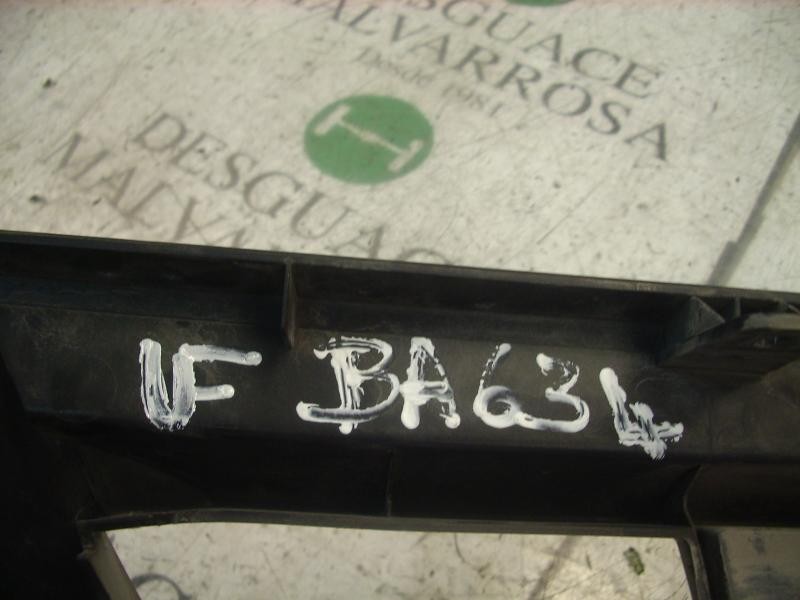 DESGUACE
MALVARROSA
Desde 1981
DESGUAC
MALVA
VF BA634